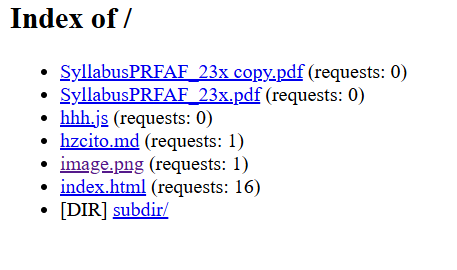 Index of /
SyllabusPRFAF_23x copy.pdf (requests: 0)
SyllabusPRFAF_23x.pdf (requests: 0)
hhh.js (requests: 0)
hzcito.md (requests: 1)
image.png (requests: 1)
index.html (requests: 16)
[DIR] subdir/